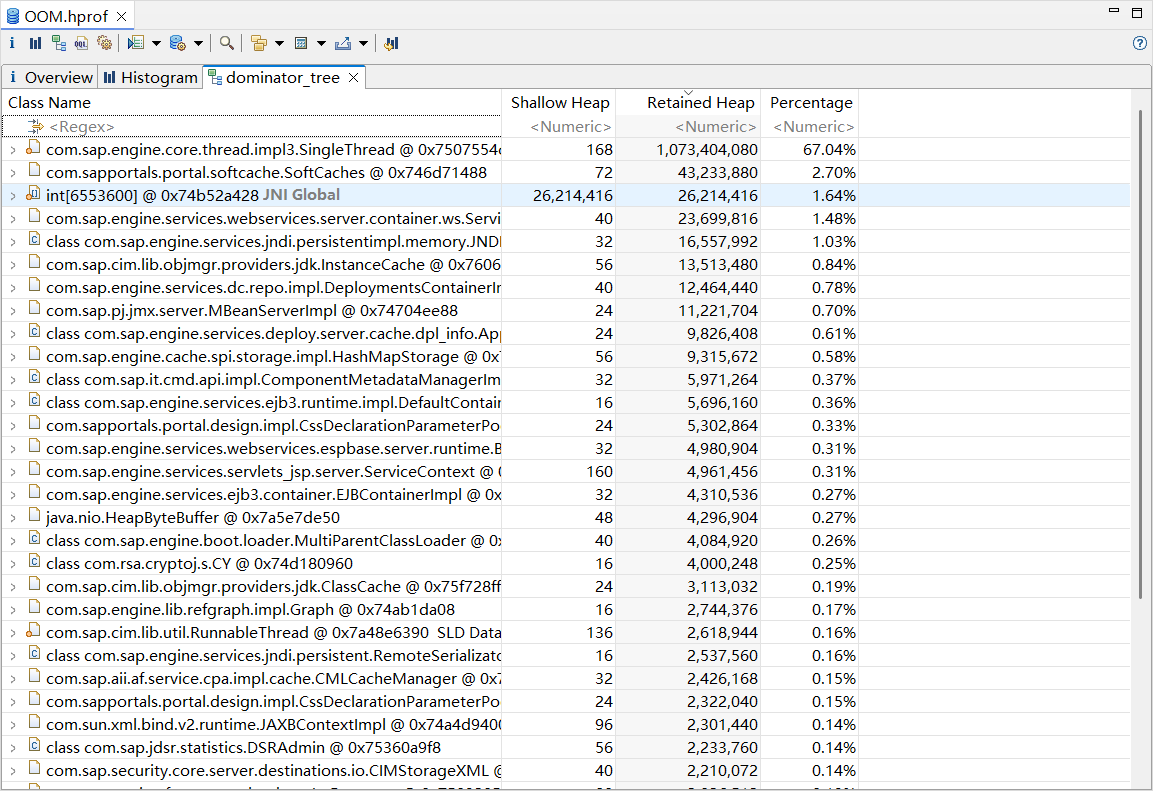 OOM.hprof
Overview Histogram dominator_tree
Class Name Shallow Heap Retained Heap Percentage
<Regex> <Numeric> <Numeric> <Numeric>
com.sap.engine.core.thread.impl3.SingleThread @ 0x7507554 168 1,073,404,080 67.04%
com.sapportals.portal.softcache.SoftCaches @ 0x746d71488 72 43,233,880 2.70%
int[6553600] @ 0x74b52a428 JNI Global 26,214,416 26,214,416 1.64%
com.sap.engine.services.webservices.server.container.ws.Servi 40 23,699,816 1.48%
class com.sap.engine.services.jndi.persistentimpl.memory.JNDI 32 16,557,992 1.03%
com.sap.cim.lib.objmgr.providers.jdk.InstanceCache @ 0x7606 56 13,513,480 0.84%
com.sap.engine.services.dc.repo.impl.DeploymentsContainerIm 40 12,464,440 0.78%
com.sap.pj.jmx.server.MBeanServerImpl @ 0x74704ee88 24 11,221,704 0.70%
class com.sap.engine.services.deploy.server.cache.dpl_info.App 24 9,826,408 0.61%
com.sap.engine.cache.spi.storage.impl.HashMapStorage @ 0x7 56 9,315,672 0.58%
class com.sap.it.cmd.api.impl.ComponentMetadataManagerIm 32 5,971,264 0.37%
class com.sap.engine.services.ejb3.runtime.impl.DefaultContain 16 5,696,160 0.36%
com.sapportals.portal.design.impl.CssDeclarationParameterPo 24 5,302,864 0.33%
com.sap.engine.services.webservices.espbase.server.runtime.B 32 4,980,904 0.31%
com.sap.engine.services.servlets_jsp.server.ServiceContext @ 0 160 4,961,456 0.31%
com.sap.engine.services.ejb3.container.EJBContainerImpl @ 0x 32 4,310,536 0.27%
java.nio.HeapByteBuffer @ 0x7a5e7de50 48 4,296,904 0.27%
class com.sap.engine.boot.loader.MultiParentClassLoader @ 0x 40 4,084,920 0.26%
class com.rsa.cryptoj.s.CY @ 0x74d180960 16 4,000,248 0.25%
com.sap.cim.lib.objmgr.providers.jdk.ClassCache @ 0x75f728ff 24 3,113,032 0.19%
com.sap.engine.lib.refgraph.impl.Graph @ 0x74ab1da08 16 2,744,376 0.17%
com.sap.cim.lib.util.RunnableThread @ 0x7a48e6390 SLD Data 136 2,618,944 0.16%
class com.sap.engine.services.jndi.persistent.RemoteSerializato 16 2,537,560 0.16%
com.sap.aii.af.service.cpa.impl.cache.CMLCacheManager @ 0x7 32 2,426,168 0.15%
com.sapportals.portal.design.impl.CssDeclarationParameterPo 24 2,322,040 0.15%
com.sun.xml.bind.v2.runtime.JAXBContextImpl @ 0x74a4d940 96 2,301,440 0.14%
class com.sap.jdsr.statistics.DSRAdmin @ 0x75360a9f8 56 2,233,760 0.14%
com.sap.security.core.server.destinations.io.CIMStorageXML @ 40 2,210,072 0.14%